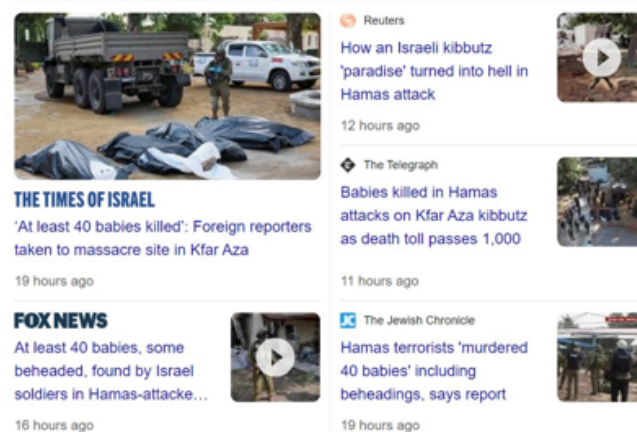 THE TIMES OF ISRAEL
'At least 40 babies killed': Foreign reporters
taken to massacre site in Kfar Aza
19 hours ago
FOX NEWS
At least 40 babies, some
beheaded, found by Israel
soldiers in Hamas-attacke...
16 hours ago
Reuters
How an Israeli kibbutz
'paradise' turned into hell in
Hamas attack
12 hours ago
The Telegraph
Babies killed in Hamas
attacks on Kfar Aza kibbutz
as death toll passes 1,000
11 hours ago
JC The Jewish Chronicle
Hamas terrorists 'murdered
40 babies' including
beheadings, says report
19 hours ago